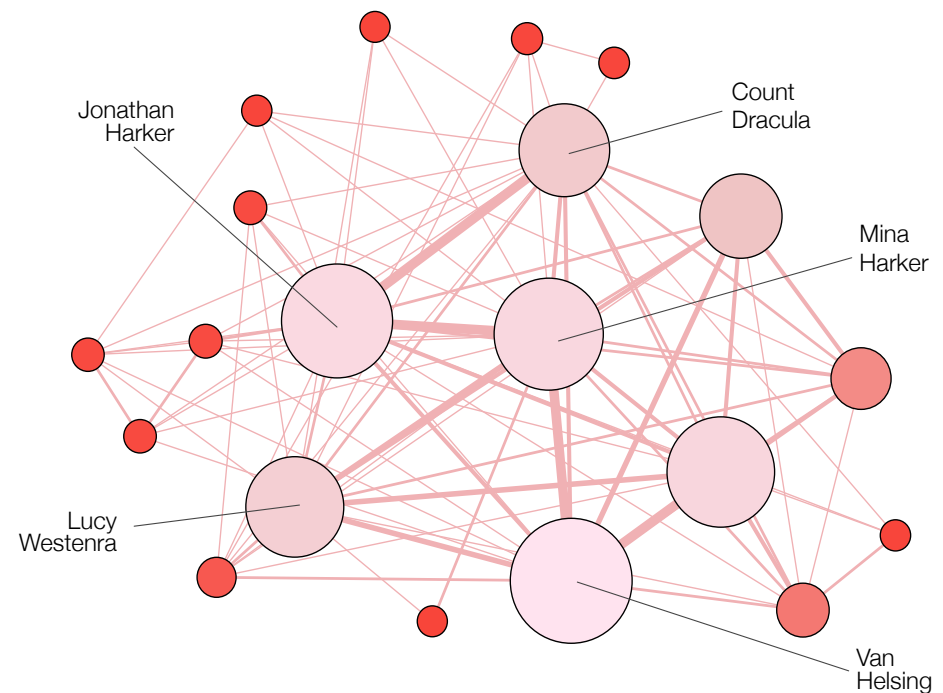 Count
Dracula
Jonathan
Harker
Mina
Harker
Lucy
Westenra
Van
Helsing